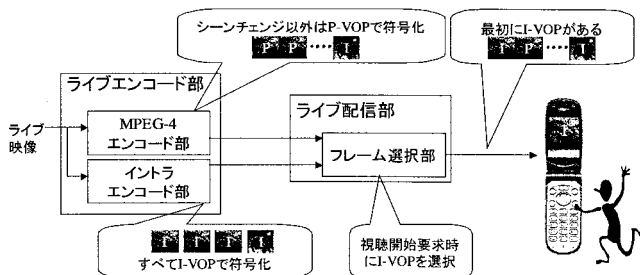 シーンチェンジ以外はP-VOPで符号化
P P ···· I
最初にI-VOPがある
I P ···· I
ライブエンコード部
ライブ
映像
MPEG-4
エンコード部
イントラ
エンコード部
ライブ配信部
フレーム選択部
I I I I
すべてI-VOPで符号化
視聴開始要求時
にI-VOPを選択
I